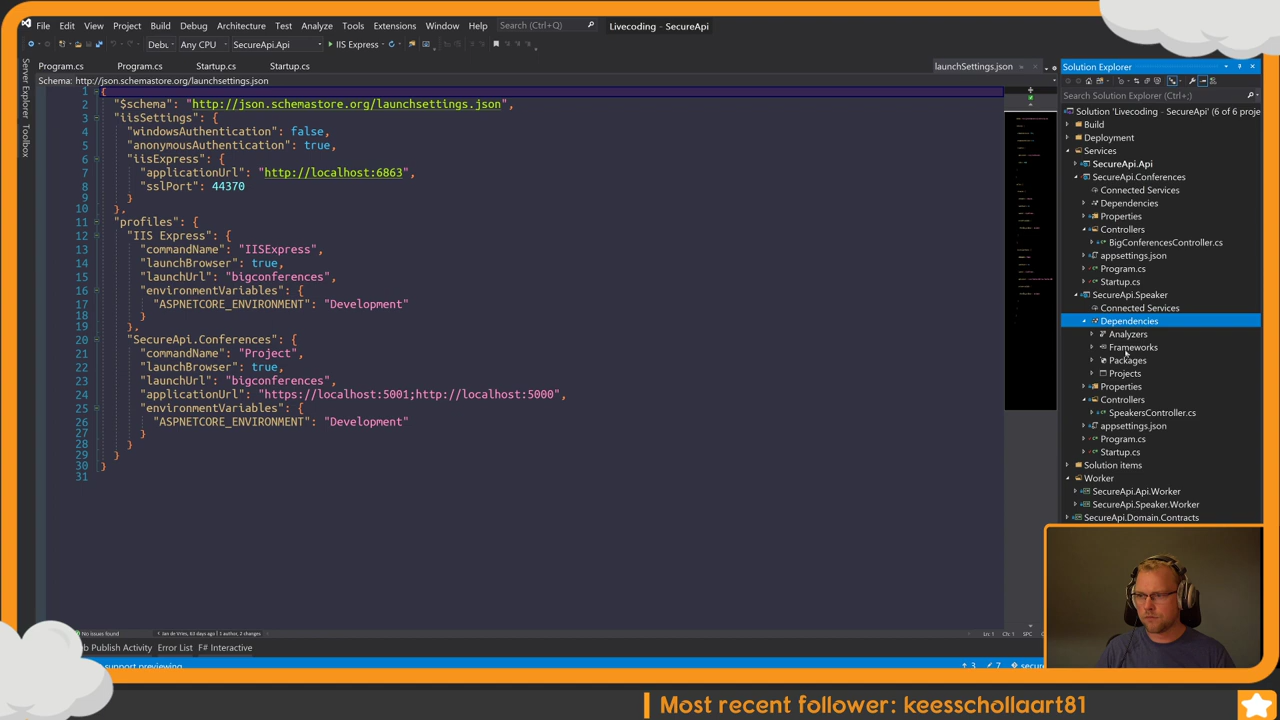 File Edit View Project Build Debug Architecture Test Analyze Tools Extensions Window Help Search (Ctrl+Q) Livecoding - SecureApi
Any CPU SecureApi.Api IIS Express
Program.cs Program.cs Startup.cs Startup.cs launchSettings.json
Schema: http://json.schemastore.org/launchsettings.json
1 {
2 "$schema": "http://json.schemastore.org/launchsettings.json",
3 "iisSettings": {
4 "windowsAuthentication": false,
5 "anonymousAuthentication": true,
6 "iisExpress": {
7 "applicationUrl": "http://localhost:6863",
8 "sslPort": 44370
9 }
10 },
11 "profiles": {
12 "IIS Express": {
13 "commandName": "IISExpress",
14 "launchBrowser": true,
15 "launchUrl": "bigconferences",
16 "environmentVariables": {
17 "ASPNETCORE_ENVIRONMENT": "Development"
18 }
19 },
20 "SecureApi.Conferences": {
21 "commandName": "Project",
22 "launchBrowser": true,
23 "launchUrl": "bigconferences",
24 "applicationUrl": "https://localhost:5001;http://localhost:5000",
25 "environmentVariables": {
26 "ASPNETCORE_ENVIRONMENT": "Development"
27 }
28 }
29 }
30 }
31
Server Explorer Toolbox
Solution Explorer
Search Solution Explorer (Ctrl+;)
Solution 'Livecoding - SecureApi' (6 of 6 proje
Build
Deployment
Services
SecureApi.Api
SecureApi.Conferences
Connected Services
Dependencies
Properties
Controllers
BigConferencesController.cs
appsettings.json
Program.cs
Startup.cs
SecureApi.Speaker
Connected Services
Dependencies
Analyzers
Frameworks
Packages
Projects
Properties
Controllers
SpeakersController.cs
appsettings.json
Program.cs
Startup.cs
Solution items
Worker
SecureApi.Api.Worker
SecureApi.Speaker.Worker
SecureApi.Domain.Contracts
No issues found Jan de Vries, 63 days ago | 1 author, 2 changes Ln: 1 Ch: 1 SPC
b Publish Activity Error List F# Interactive
support previewing 3 7 secure
Most recent follower: keesschollaart81